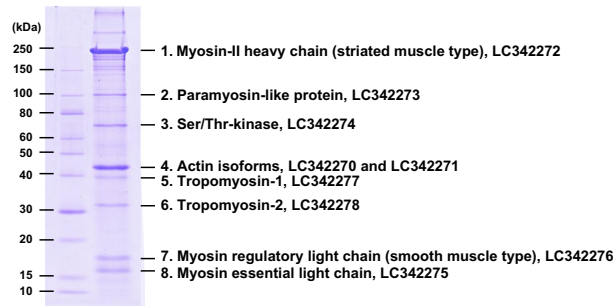 (kDa)
250
150
100
80
60
50
40
30
20
15
10
1. Myosin-II heavy chain (striated muscle type), LC342272
2. Paramyosin-like protein, LC342273
3. Ser/Thr-kinase, LC342274
4. Actin isoforms, LC342270 and LC342271
5. Tropomyosin-1, LC342277
6. Tropomyosin-2, LC342278
7. Myosin regulatory light chain (smooth muscle type), LC342276
8. Myosin essential light chain, LC342275